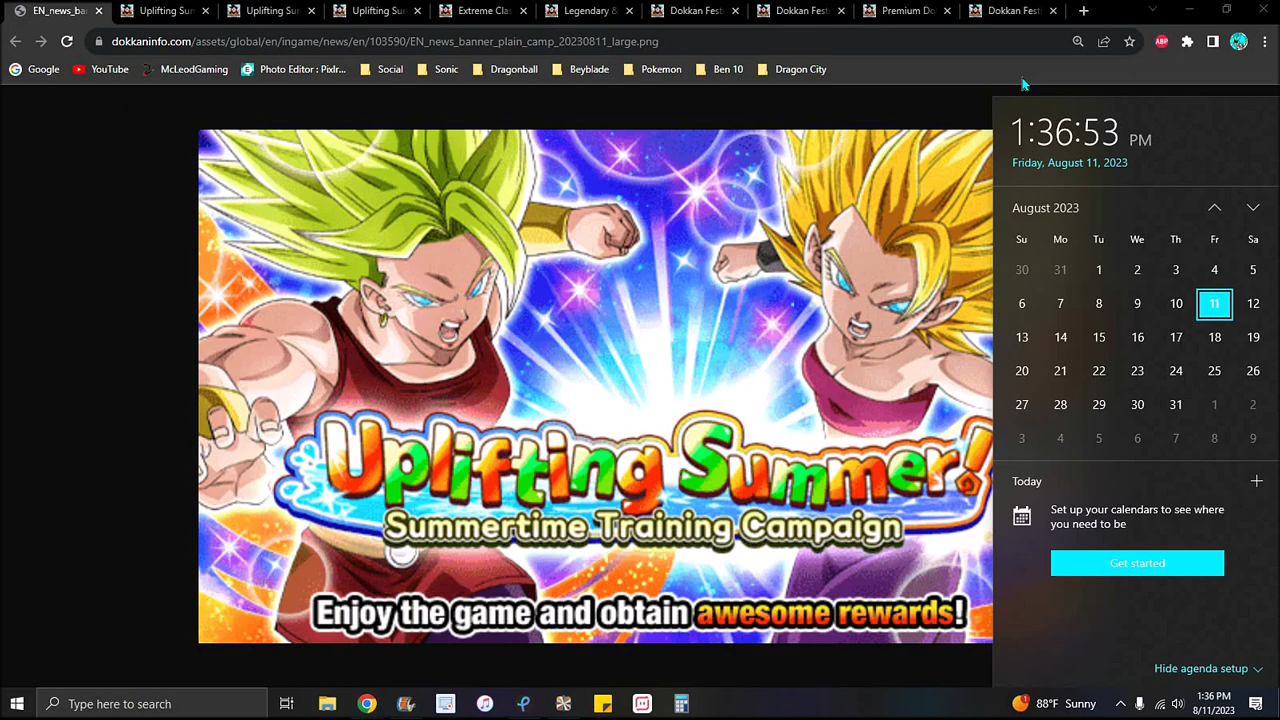 EN_news_ba
Uplifting Sum
Uplifting Su
Uplifting Su
Extreme Clas
Legendary &
Dokkan Fest
Dokkan Fest
Premium Do
Dokkan Fest
dokkaninfo.com/assets/global/en/ingame/news/en/103590/EN_news_banner_plain_camp_20230811_large.png
ABP
Google
YouTube
McLeodGaming
Photo Editor : Pixlr...
Social
Sonic
Dragonball
Beyblade
Pokemon
Ben 10
Dragon City
1:36:53 PM
Friday, August 11, 2023
August 2023
Su Mo Tu We Th Fr Sa
30 31 1 2 3 4 5
6 7 8 9 10 11 12
13 14 15 16 17 18 19
20 21 22 23 24 25 26
27 28 29 30 31 1 2
3 4 5 6 7 8 9
Uplifting Summer!
Summertime Training Campaign
Enjoy the game and obtain awesome rewards!
Today
Set up your calendars to see where
you need to be
Get started
Hide agenda setup
Type here to search
1
88°F Sunny
1:36 PM
8/11/2023